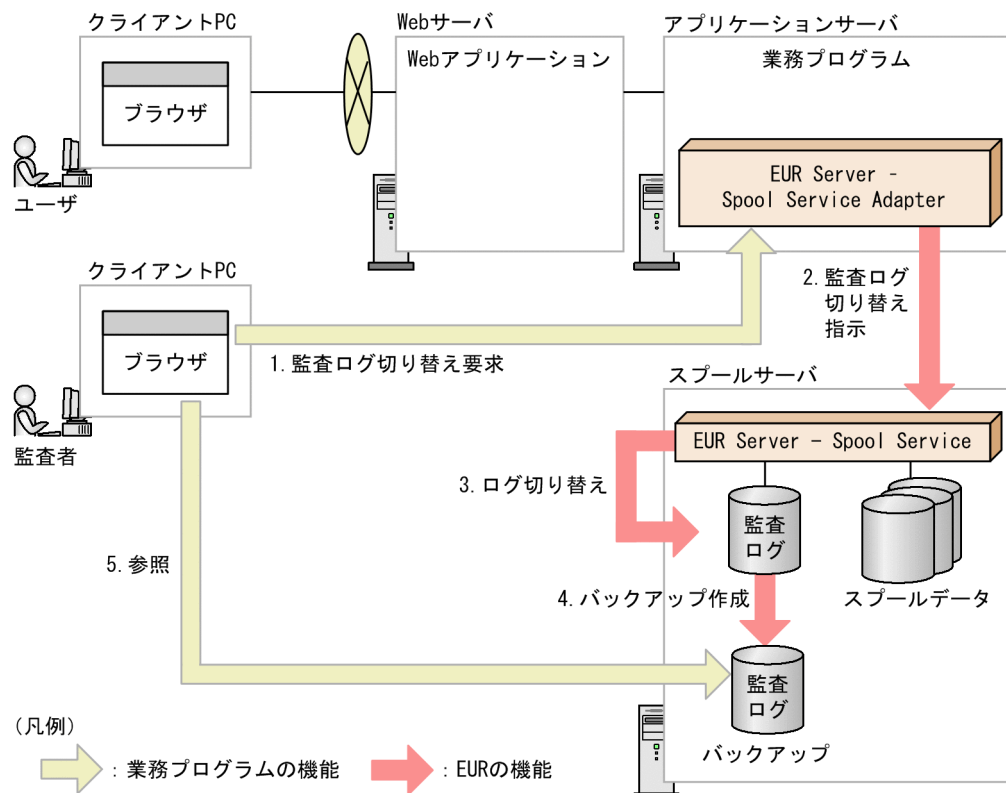 クライアントPC
Webサーバ
アプリケーションサーバ
Webアプリケーション
業務プログラム
ブラウザ
ユーザ
EUR Server -
Spool Service Adapter
クライアントPC
2.監査ログ
切り替え
指示
ブラウザ
1.監査ログ切り替え要求
監査者
スプールサーバ
EUR Server - Spool Service
3.ログ切り替え
監査
ログ
5.参照
4.バックアップ作成
スプールデータ
監査
ログ
バックアップ
(凡例)
:業務プログラムの機能
:EURの機能